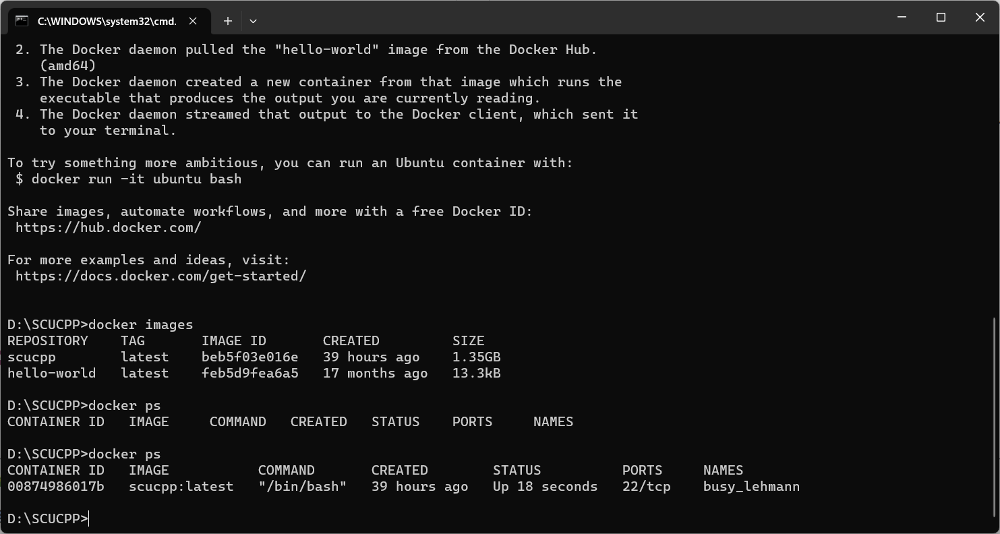 C:\WINDOWS\system32\cmd.
2. The Docker daemon pulled the "hello-world" image from the Docker Hub.
(amd64)
3. The Docker daemon created a new container from that image which runs the
executable that produces the output you are currently reading.
4. The Docker daemon streamed that output to the Docker client, which sent it
to your terminal.
To try something more ambitious, you can run an Ubuntu container with:
$ docker run -it ubuntu bash
Share images, automate workflows, and more with a free Docker ID:
https://hub.docker.com/
For more examples and ideas, visit:
https://docs.docker.com/get-started/
D:\SCUCPP>docker images
REPOSITORY    TAG       IMAGE ID       CREATED         SIZE
scucpp        latest    beb5f03e016e   39 hours ago    1.35GB
hello-world   latest    feb5d9fea6a5   17 months ago   13.3kB
D:\SCUCPP>docker ps
CONTAINER ID   IMAGE     COMMAND   CREATED   STATUS    PORTS     NAMES
D:\SCUCPP>docker ps
CONTAINER ID   IMAGE           COMMAND       CREATED        STATUS          PORTS     NAMES
00874986017b   scucpp:latest   "/bin/bash"   39 hours ago   Up 18 seconds   22/tcp    busy_lehmann
D:\SCUCPP>